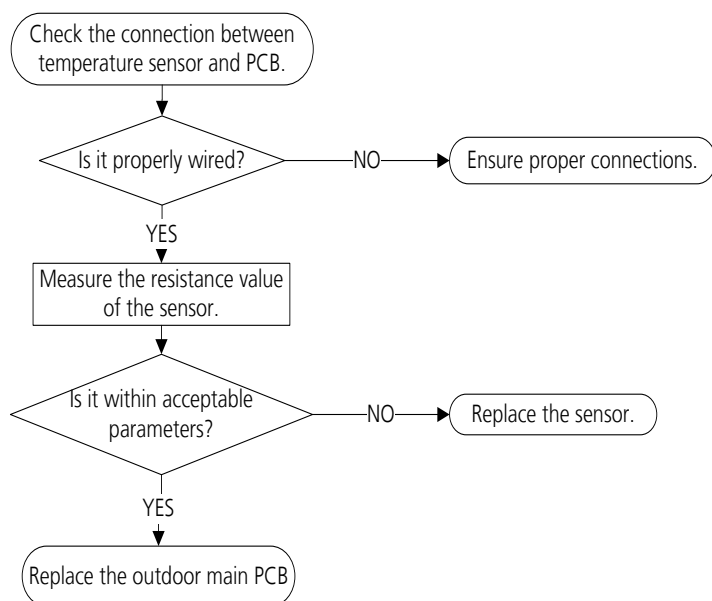 Check the connection between
temperature sensor and PCB.
Is it properly wired?
NO
Ensure proper connections.
YES
Measure the resistance value
of the sensor.
Is it within acceptable
parameters?
NO
Replace the sensor.
YES
Replace the outdoor main PCB